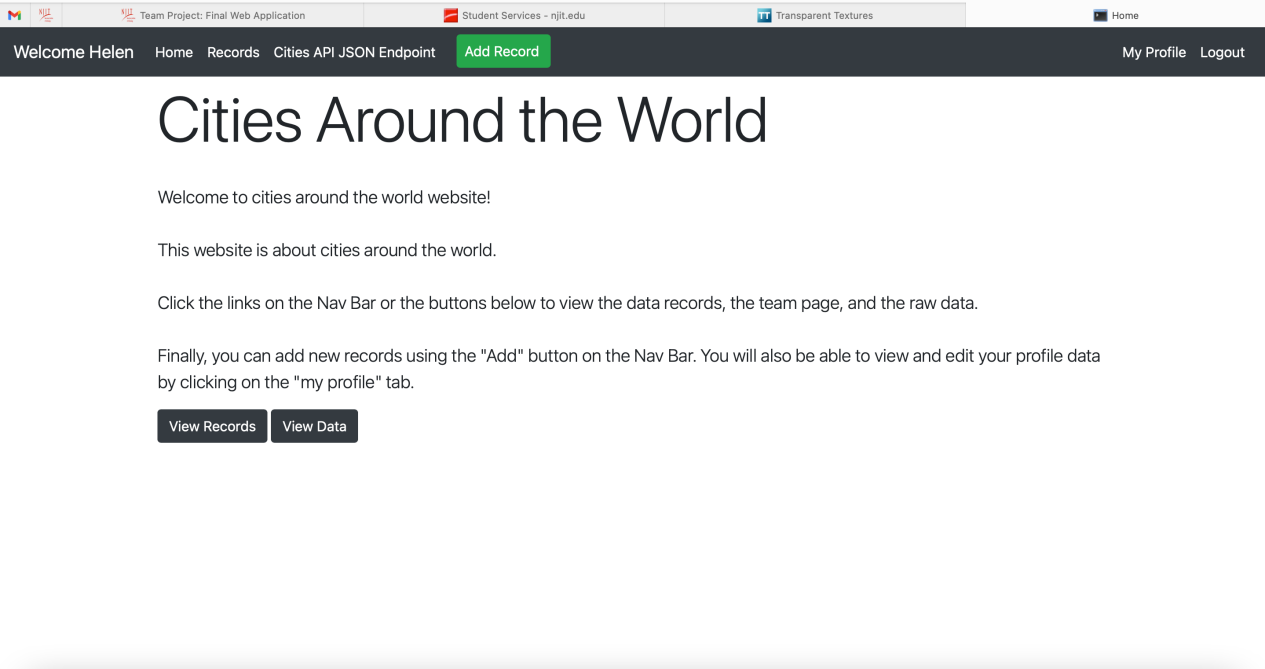 Team Project: Final Web Application
Student Services - njit.edu
Transparent Textures
Home
Welcome Helen Home Records Cities API JSON Endpoint Add Record My Profile Logout
Cities Around the World
Welcome to cities around the world website!
This website is about cities around the world.
Click the links on the Nav Bar or the buttons below to view the data records, the team page, and the raw data.
Finally, you can add new records using the "Add" button on the Nav Bar. You will also be able to view and edit your profile data
by clicking on the "my profile" tab.
View Records View Data